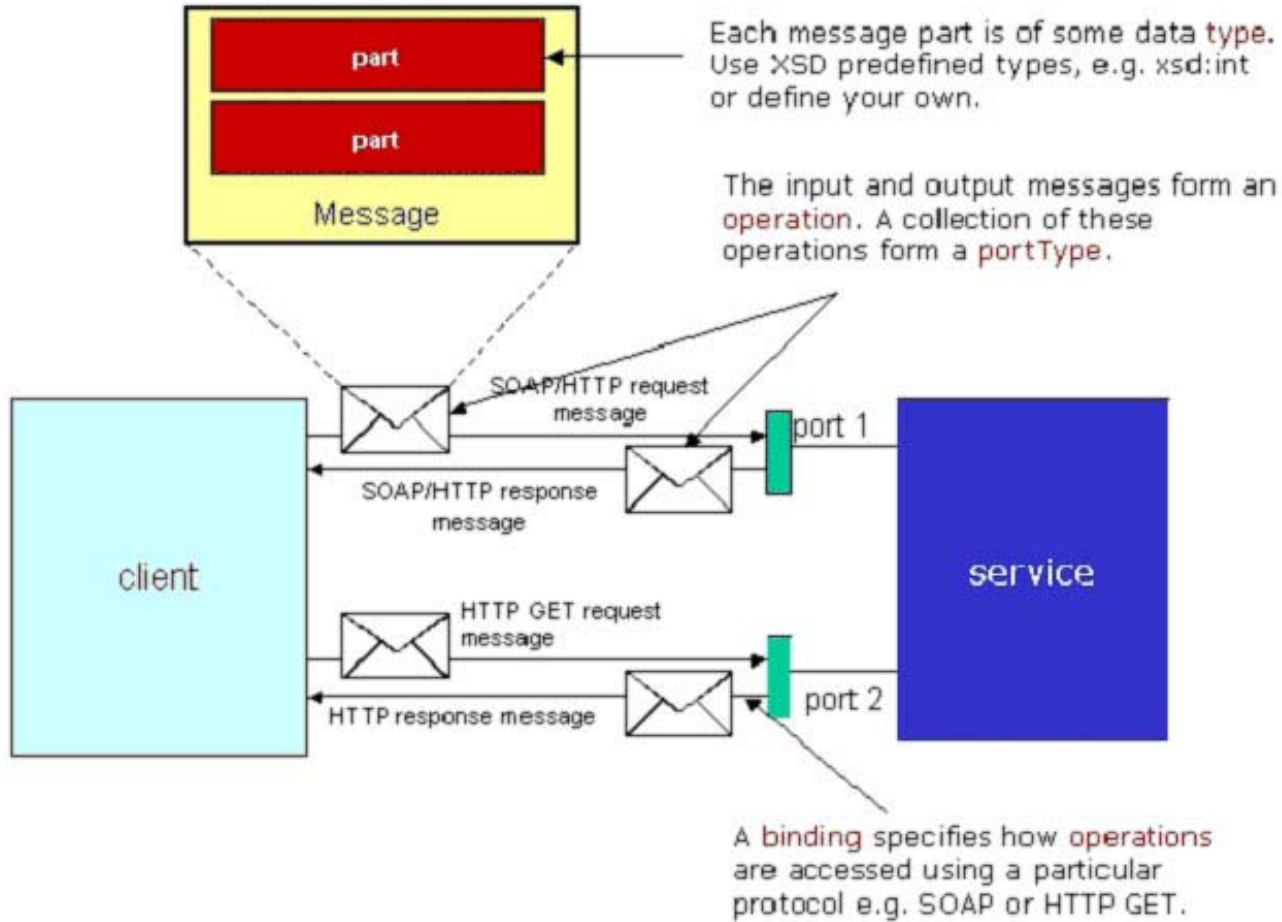 part
part
Message
Each message part is of some data type.
Use XSD predefined types, e.g. xsd:int
or define your own.
The input and output messages form an
operation. A collection of these
operations form a portType.
SOAP/HTTP request
message
port 1
SOAP/HTTP response
message
client
service
HTTP GET request
message
HTTP response message
port 2
A binding specifies how operations
are accessed using a particular
protocol e.g. SOAP or HTTP GET.